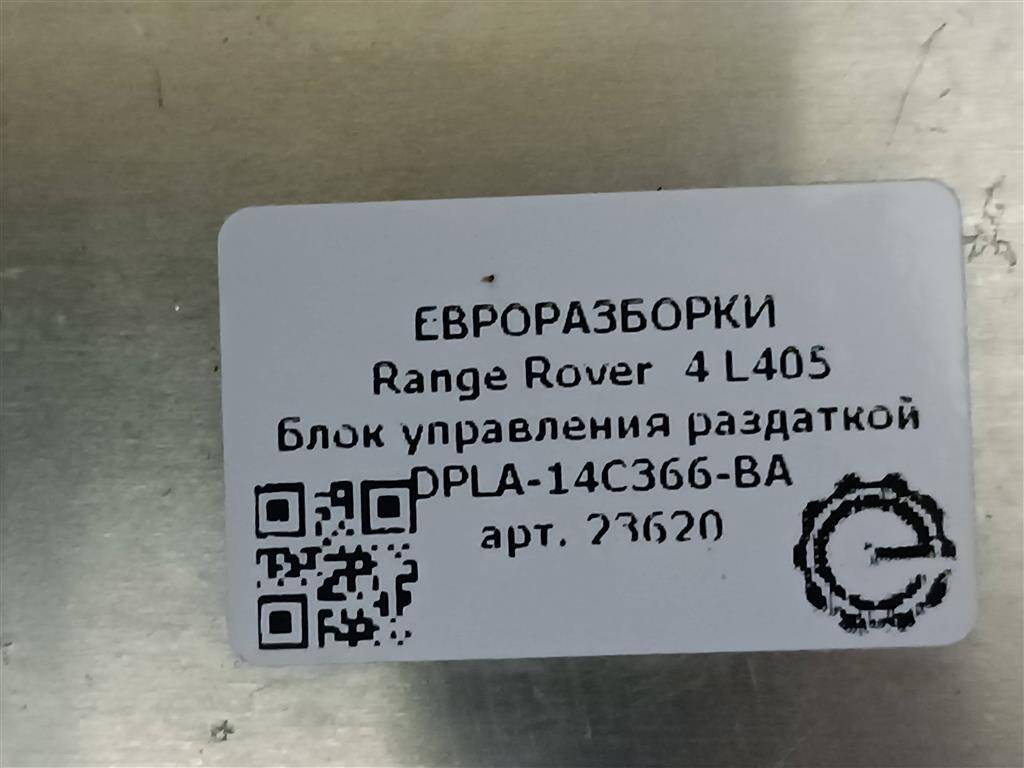 ЕВРОРАЗБОРКИ
Range Rover 4 L405
Блок управления раздаткой
DPLA-14C366-BA
арт. 23620